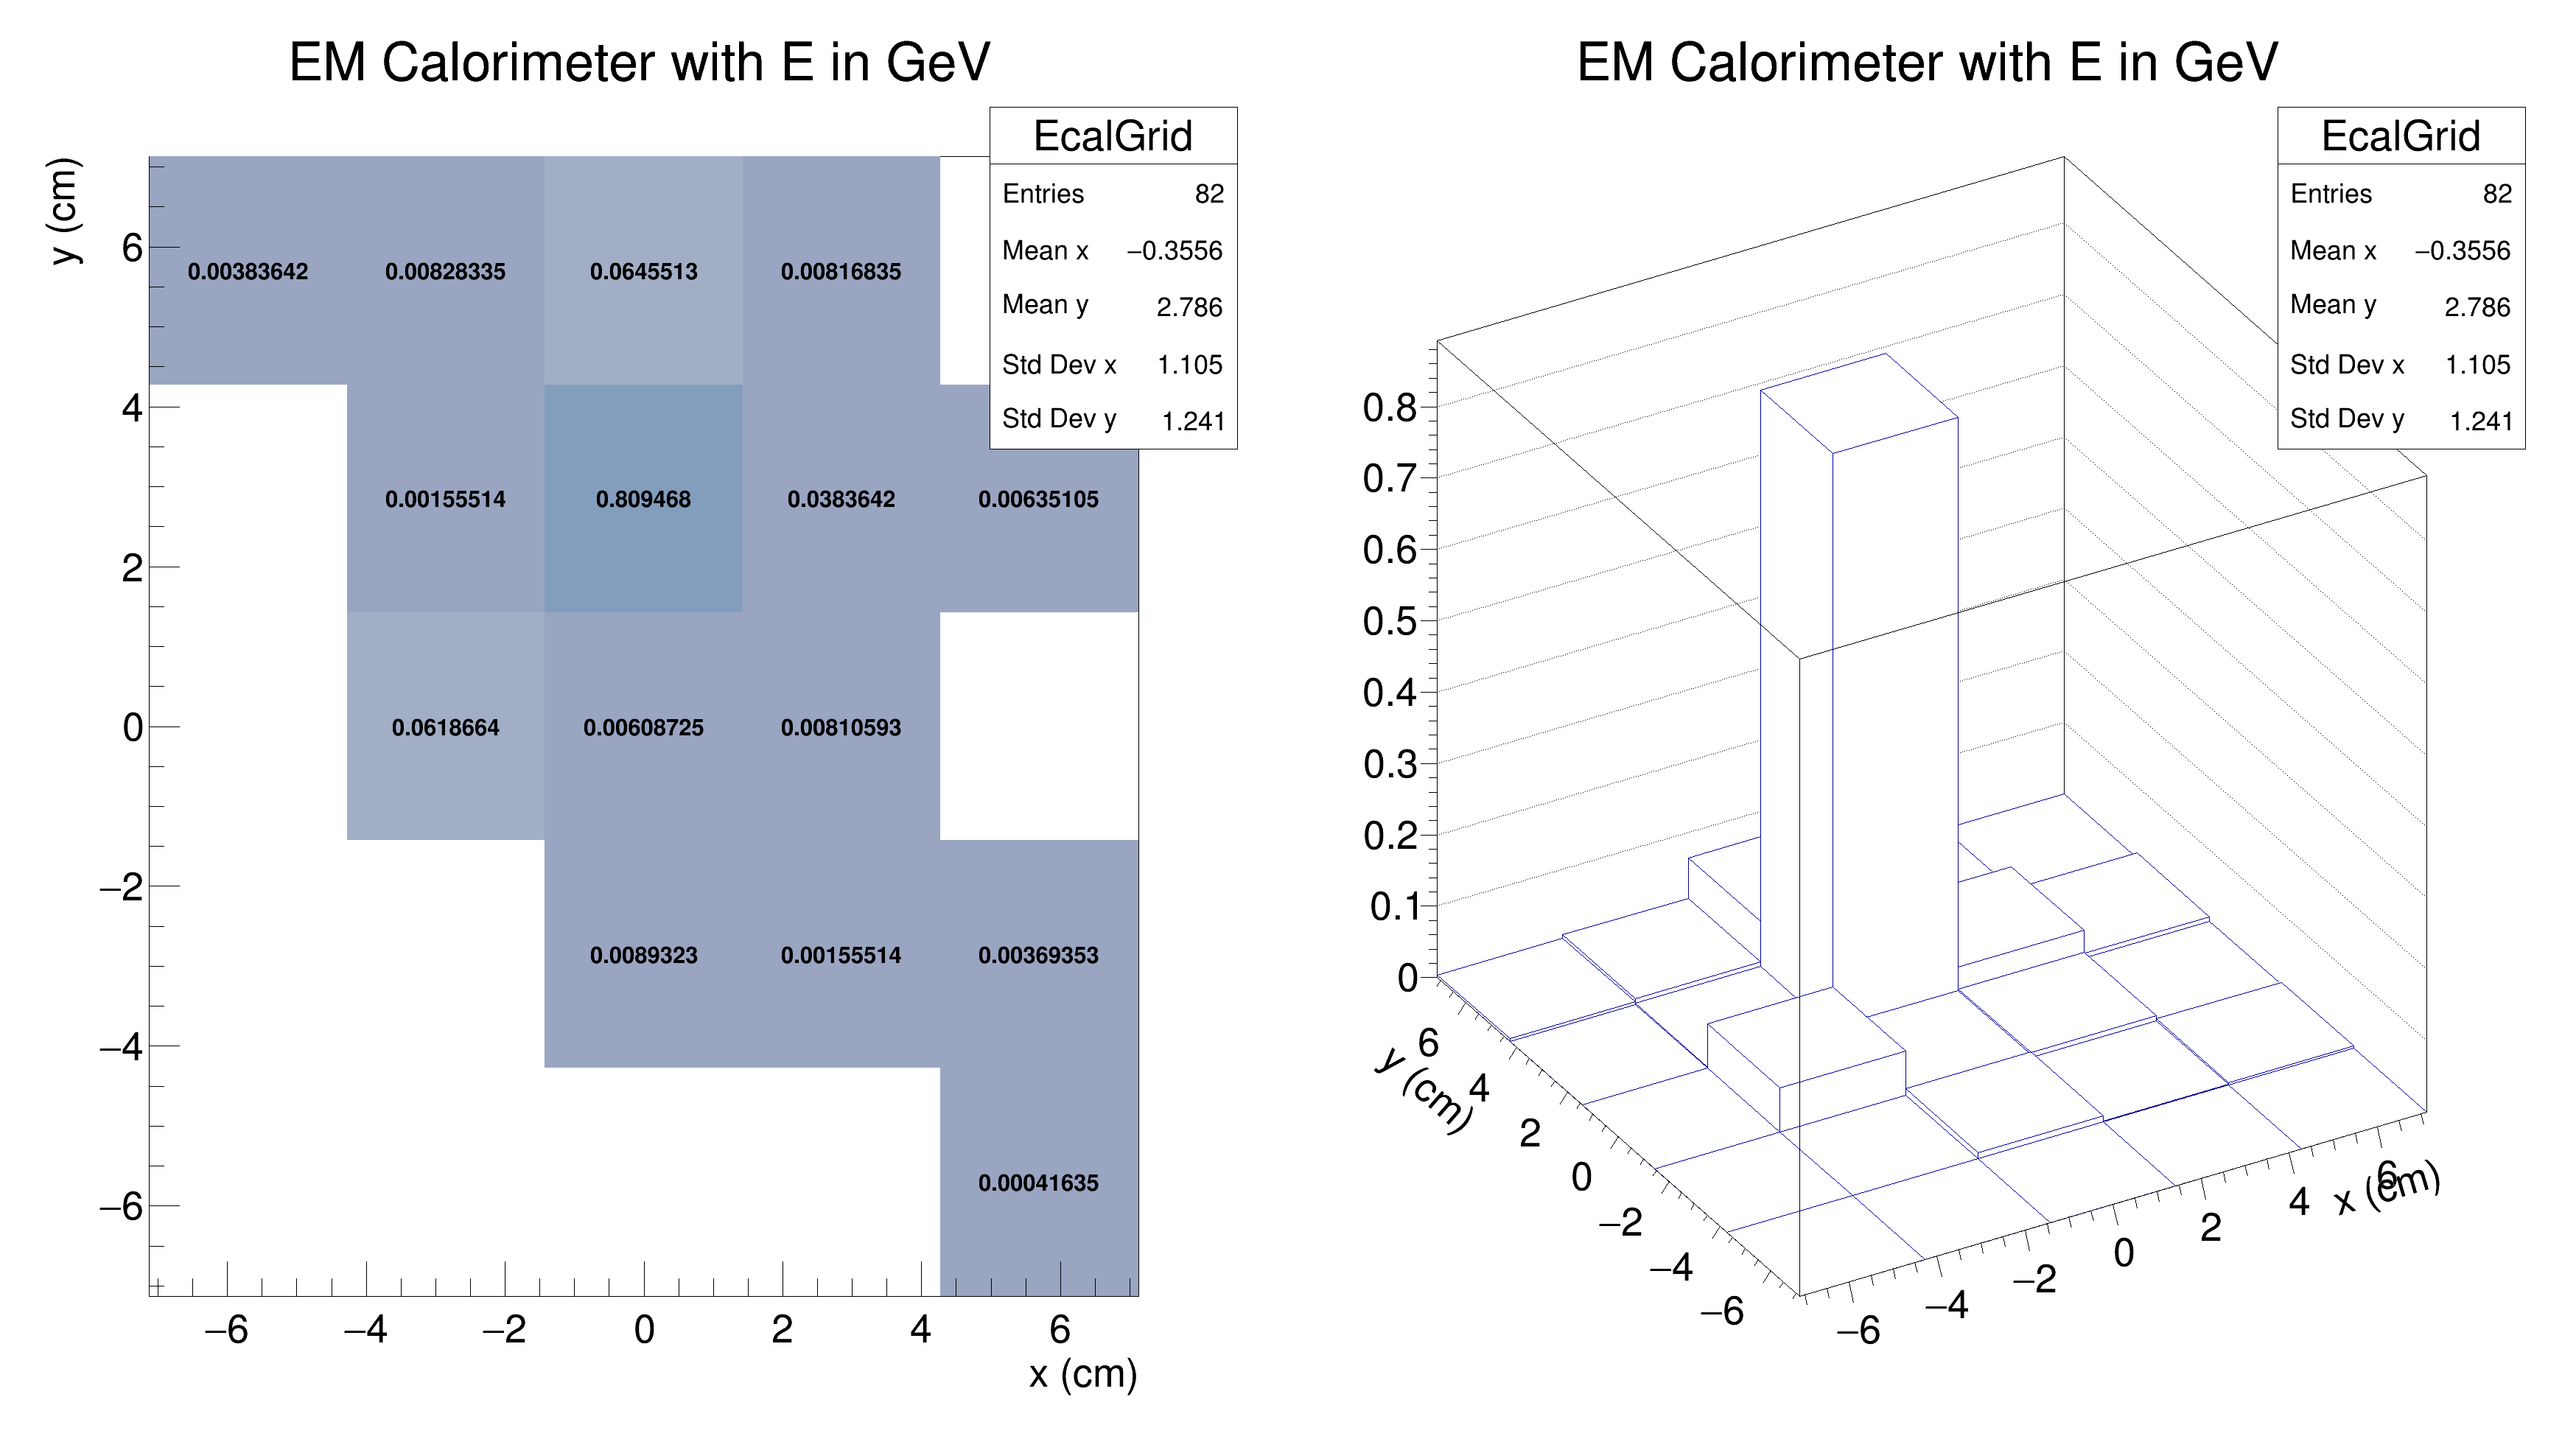 EM Calorimeter with E in GeV
EcalGrid
Entries 82
Mean x −0.3556
Mean y 2.786
Std Dev x 1.105
Std Dev y 1.241
y (cm)
6
4
2
0
−2
−4
−6
0.00383642 0.00828335 0.0645513 0.00816835
0.00155514 0.809468 0.0383642 0.00635105
0.0618664 0.00608725 0.00810593
0.0089323 0.00155514 0.00369353
0.00041635
−6 −4 −2 0 2 4 6
x (cm)
EM Calorimeter with E in GeV
EcalGrid
Entries 82
Mean x −0.3556
Mean y 2.786
Std Dev x 1.105
Std Dev y 1.241
0.8
0.7
0.6
0.5
0.4
0.3
0.2
0.1
0
y (cm)
6
4
2
0
−2
−4
−6
−6 −4 −2 0 2 4 6
x (cm)